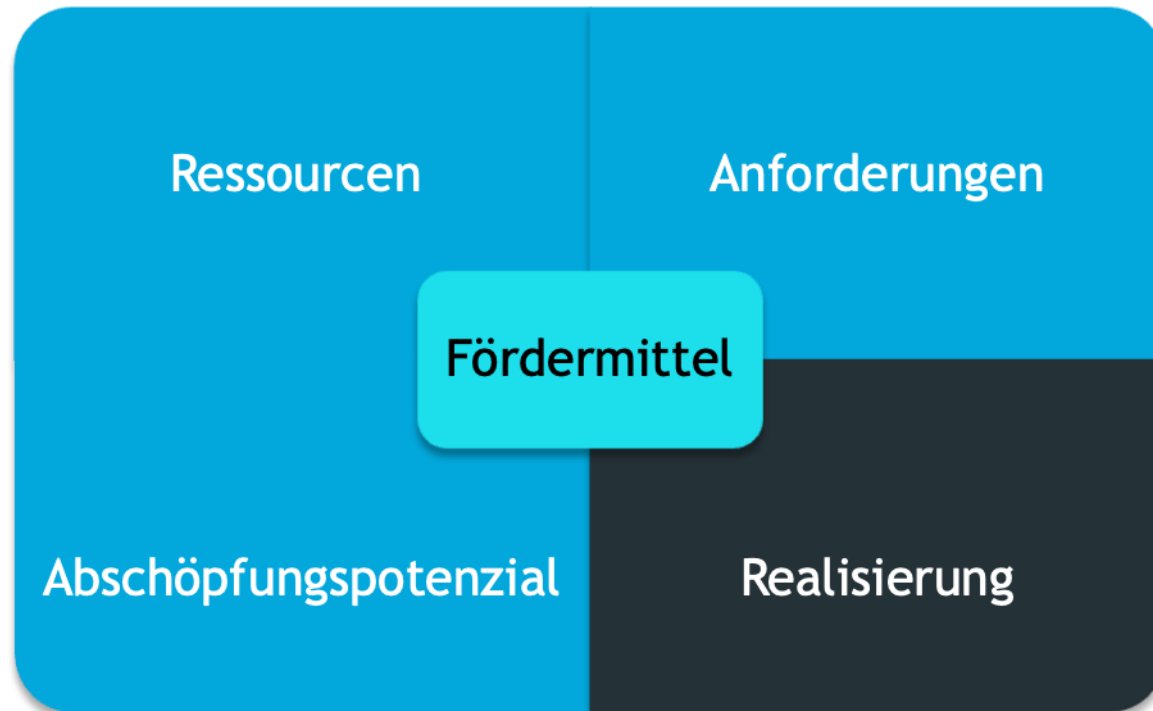 Ressourcen
Anforderungen
Fördermittel
Abschöpfungspotenzial
Realisierung